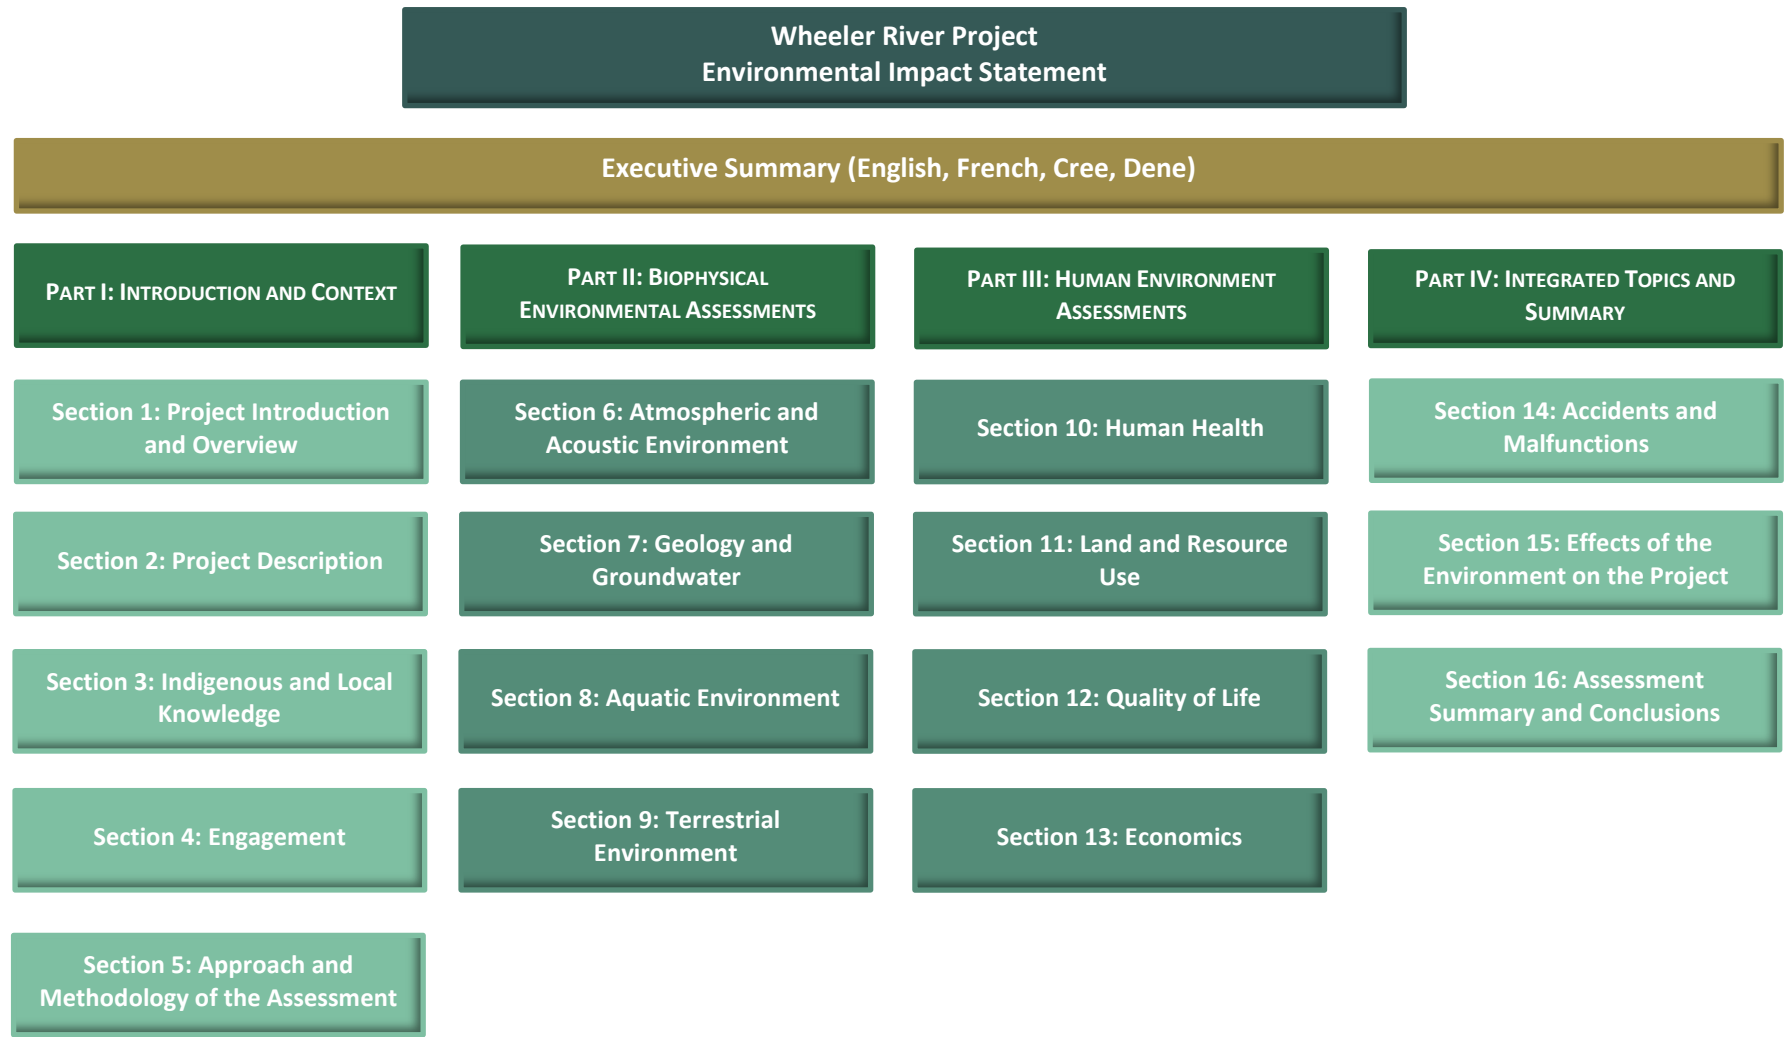 Wheeler River Project
Environmental Impact Statement
Executive Summary (English, French, Cree, Dene)
PART I: INTRODUCTION AND CONTEXT
Section 1: Project Introduction
and Overview
Section 2: Project Description
Section 3: Indigenous and Local
Knowledge
Section 4: Engagement
Section 5: Approach and
Methodology of the Assessment
PART II: BIOPHYSICAL
ENVIRONMENTAL ASSESSMENTS
Section 6: Atmospheric and
Acoustic Environment
Section 7: Geology and
Groundwater
Section 8: Aquatic Environment
Section 9: Terrestrial
Environment
PART III: HUMAN ENVIRONMENT
ASSESSMENTS
Section 10: Human Health
Section 11: Land and Resource
Use
Section 12: Quality of Life
Section 13: Economics
PART IV: INTEGRATED TOPICS AND
SUMMARY
Section 14: Accidents and
Malfunctions
Section 15: Effects of the
Environment on the Project
Section 16: Assessment
Summary and Conclusions